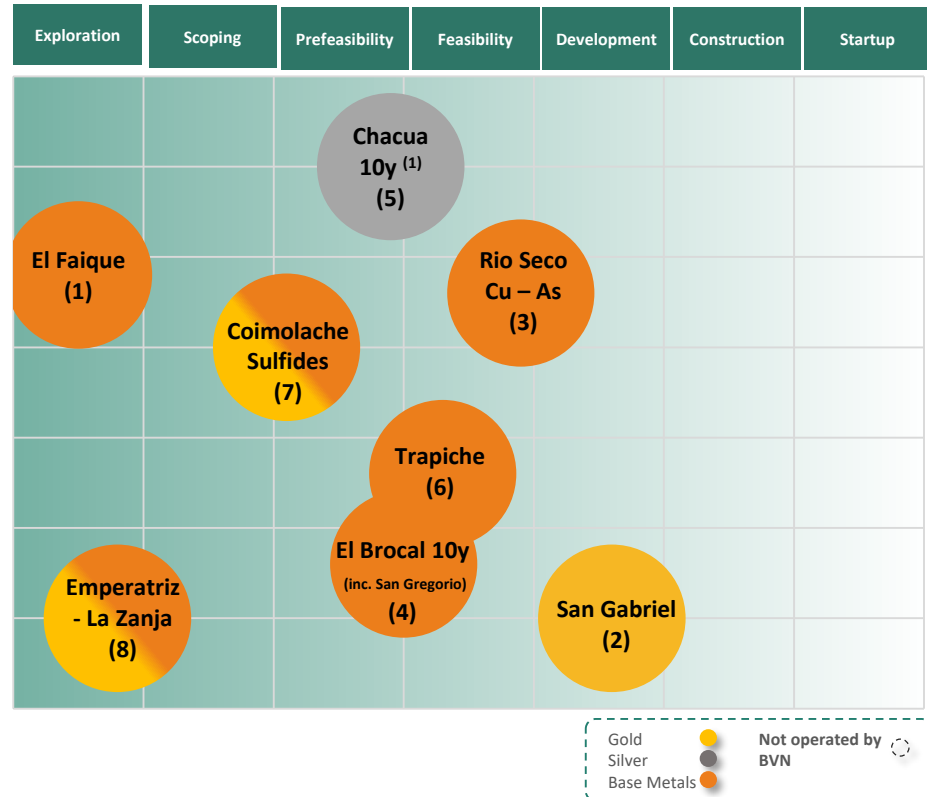 Exploration
Scoping
Prefeasibility
Feasibility
Development
Construction
Startup
Chacua
10y (1)
(5)
El Faique
(1)
Rio Seco
Cu – As
(3)
Coimolache
Sulfides
(7)
Trapiche
(6)
El Brocal 10y
(inc. San Gregorio)
(4)
Emperatriz
- La Zanja
(8)
San Gabriel
(2)
Gold
Silver
Base Metals
Not operated by
BVN